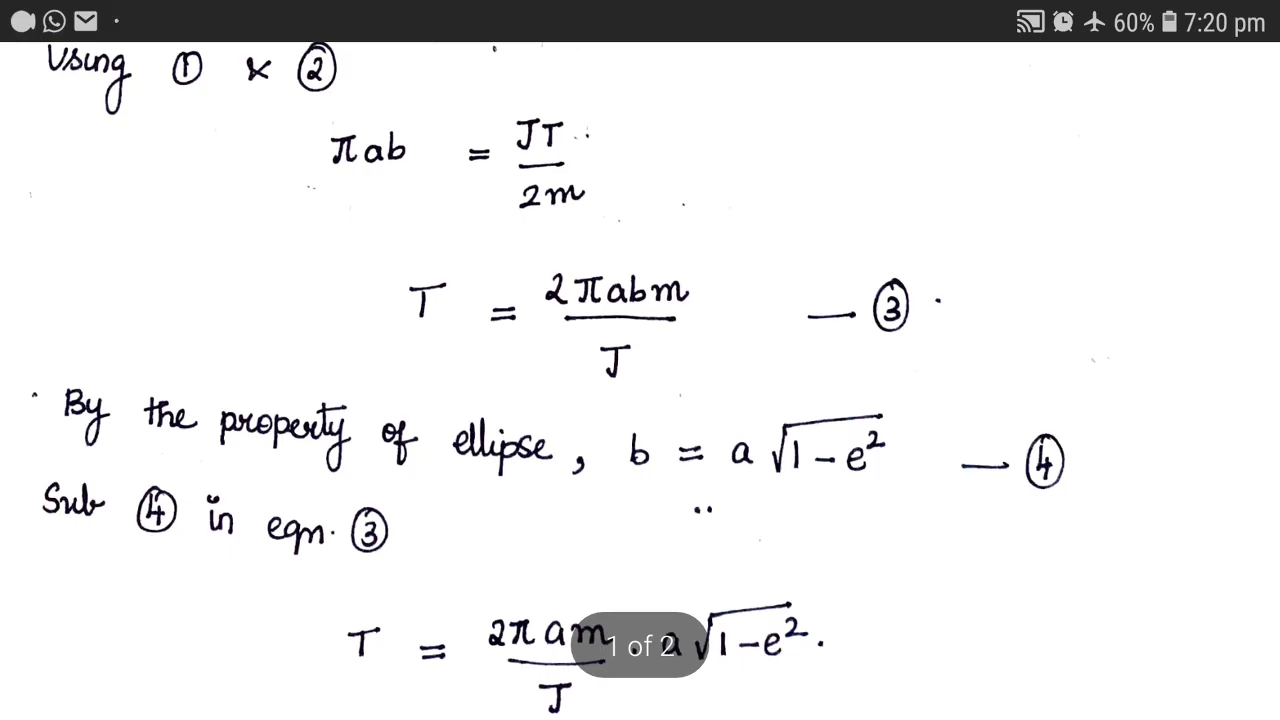 60% 7:20 pm
Using ① & ②
πab = JT / 2m
T = 2πabm / J — ③
By the property of ellipse, b = a √1 - e² — ④
Sub ④ in eqn. ③
T = 2π a m / J . a √1 - e².
1 of 2